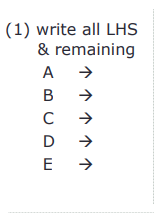 (1) write all LHS
& remaining
A →
B →
C →
D →
E →